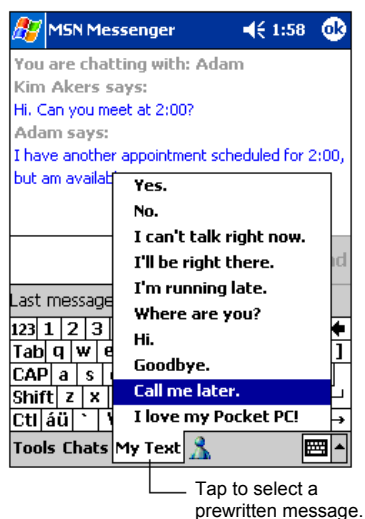 MSN Messenger 1:58 ok
You are chatting with: Adam
Kim Akers says:
Hi. Can you meet at 2:00?
Adam says:
I have another appointment scheduled for 2:00,
but am
Yes.
No.
I can't talk right now.
I'll be right there.
I'm running late.
Where are you?
Hi.
Goodbye.
Call me later.
I love my Pocket PC!
Last message
123 1 2 3
Tab q w e ]
CAP a s
Shift z x
Ctl áü `
Tools Chats My Text
Tap to select a
prewritten message.